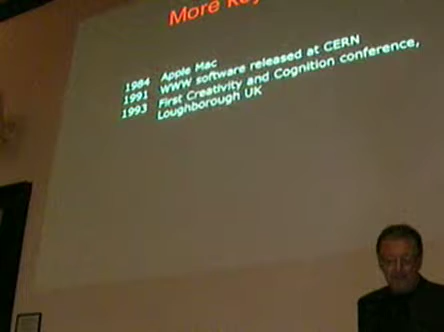 More Key
1984 Apple Mac
1991 WWW software released at CERN
1993 First Creativity and Cognition conference,
Loughborough UK